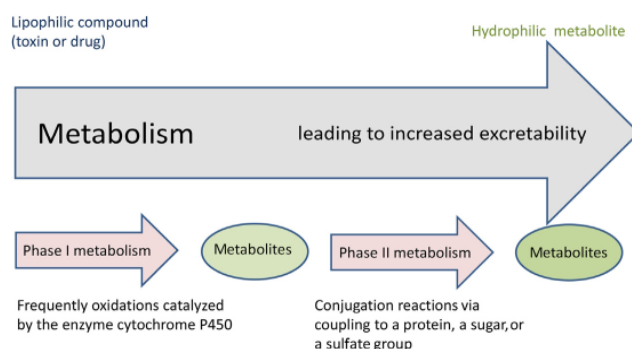 Lipophilic compound
(toxin or drug)
Hydrophilic metabolite
Metabolism
leading to increased excretability
Phase I metabolism
Metabolites
Phase II metabolism
Metabolites
Frequently oxidations catalyzed
by the enzyme cytochrome P450
Conjugation reactions via
coupling to a protein, a sugar, or
a sulfate group